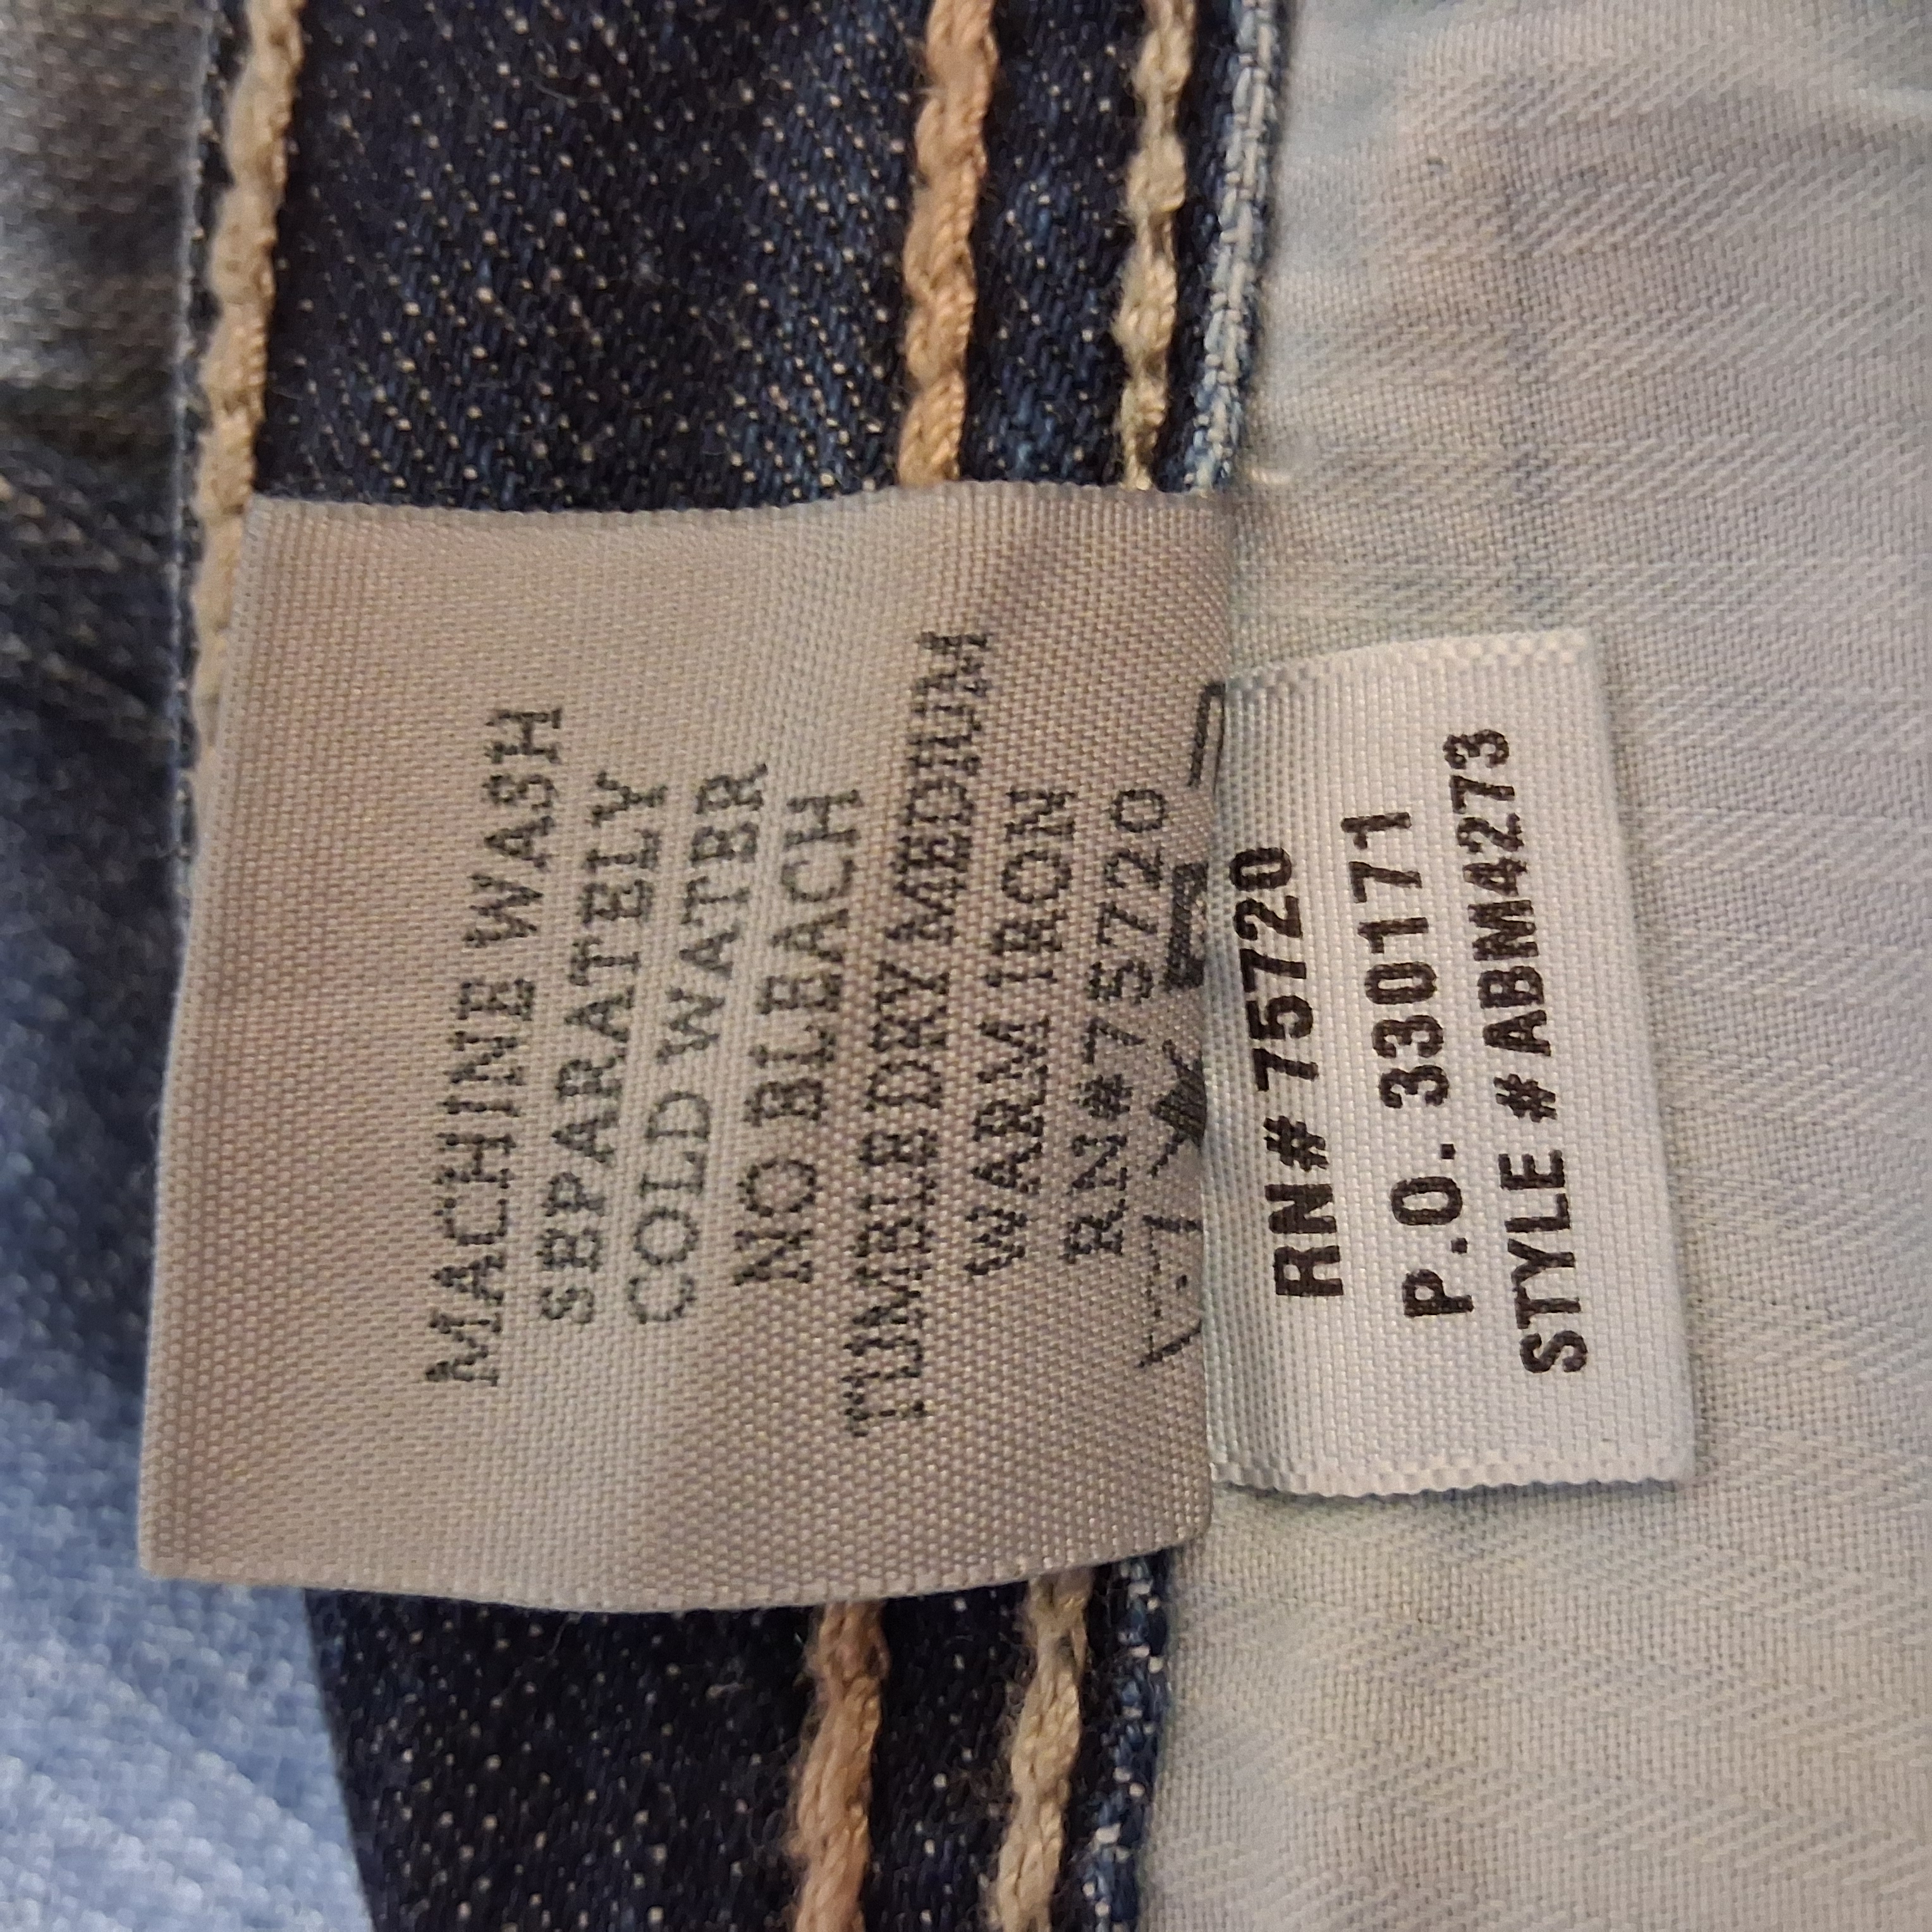 MACHINE WASH
SEPARATELY
COLD WATER
NO BLEACH
TUMBLE DRY MEDIUM
WARM IRON
RN#75720
RN# 75720
P.O. 330171
STYLE # ABM4273